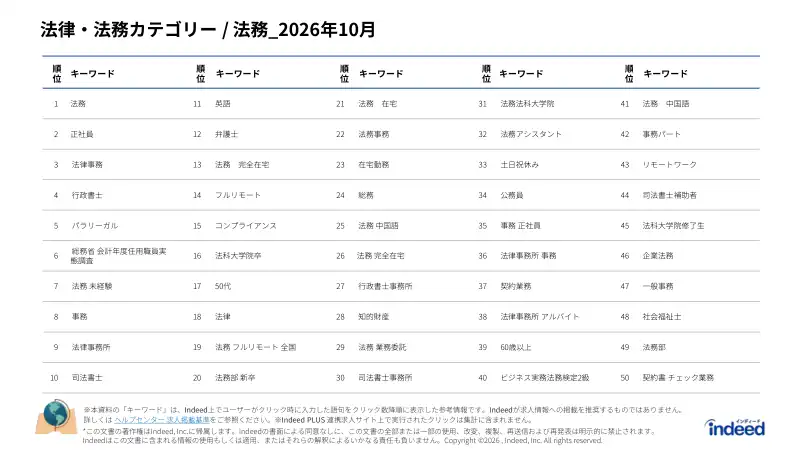 法律・法務カテゴリー / 法務_2026年10月
順位 キーワード 順位 キーワード 順位 キーワード 順位 キーワード 順位 キーワード
1 法務 11 英語 21 法務　在宅 31 法務法科大学院 41 法務　中国語
2 正社員 12 弁護士 22 法務事務 32 法務アシスタント 42 事務パート
3 法律事務 13 法務　完全在宅 23 在宅勤務 33 土日祝休み 43 リモートワーク
4 行政書士 14 フルリモート 24 総務 34 公務員 44 司法書士補助者
5 パラリーガル 15 コンプライアンス 25 法務 中国語 35 事務 正社員 45 法科大学院修了生
6 総務省 会計年度任用職員実態調査 16 法科大学院卒 26 法務 完全在宅 36 法律事務所 事務 46 企業法務
7 法務 未経験 17 50代 27 行政書士事務所 37 契約業務 47 一般事務
8 事務 18 法律 28 知的財産 38 法律事務所 アルバイト 48 社会福祉士
9 法律事務所 19 法務 フルリモート 全国 29 法務 業務委託 39 60歳以上 49 法務部
10 司法書士 20 法務部 新卒 30 司法書士事務所 40 ビジネス実務法務検定2級 50 契約書 チェック業務
※本資料の「キーワード」は、Indeed上でユーザーがクリック時に入力した語句をクリック数降順に表示した参考情報です。Indeedが求人情報への掲載を推奨するものではありません。
詳しくは ヘルプセンター 求人掲載基準をご参照ください。※Indeed PLUS 連携求人サイト上で実行されたクリックは集計に含まれません。
*この文書の著作権はIndeed, Inc.に帰属します。Indeedの書面による同意なしに、この文書の全部または一部の使用、改変、複製、再送信および再発表は明示的に禁止されます。
Indeedはこの文書に含まれる情報の使用もしくは適用、またはそれらの解釈によるいかなる責任も負いません。Copyright ©2026 , Indeed, Inc. All rights reserved.
インディード
indeed